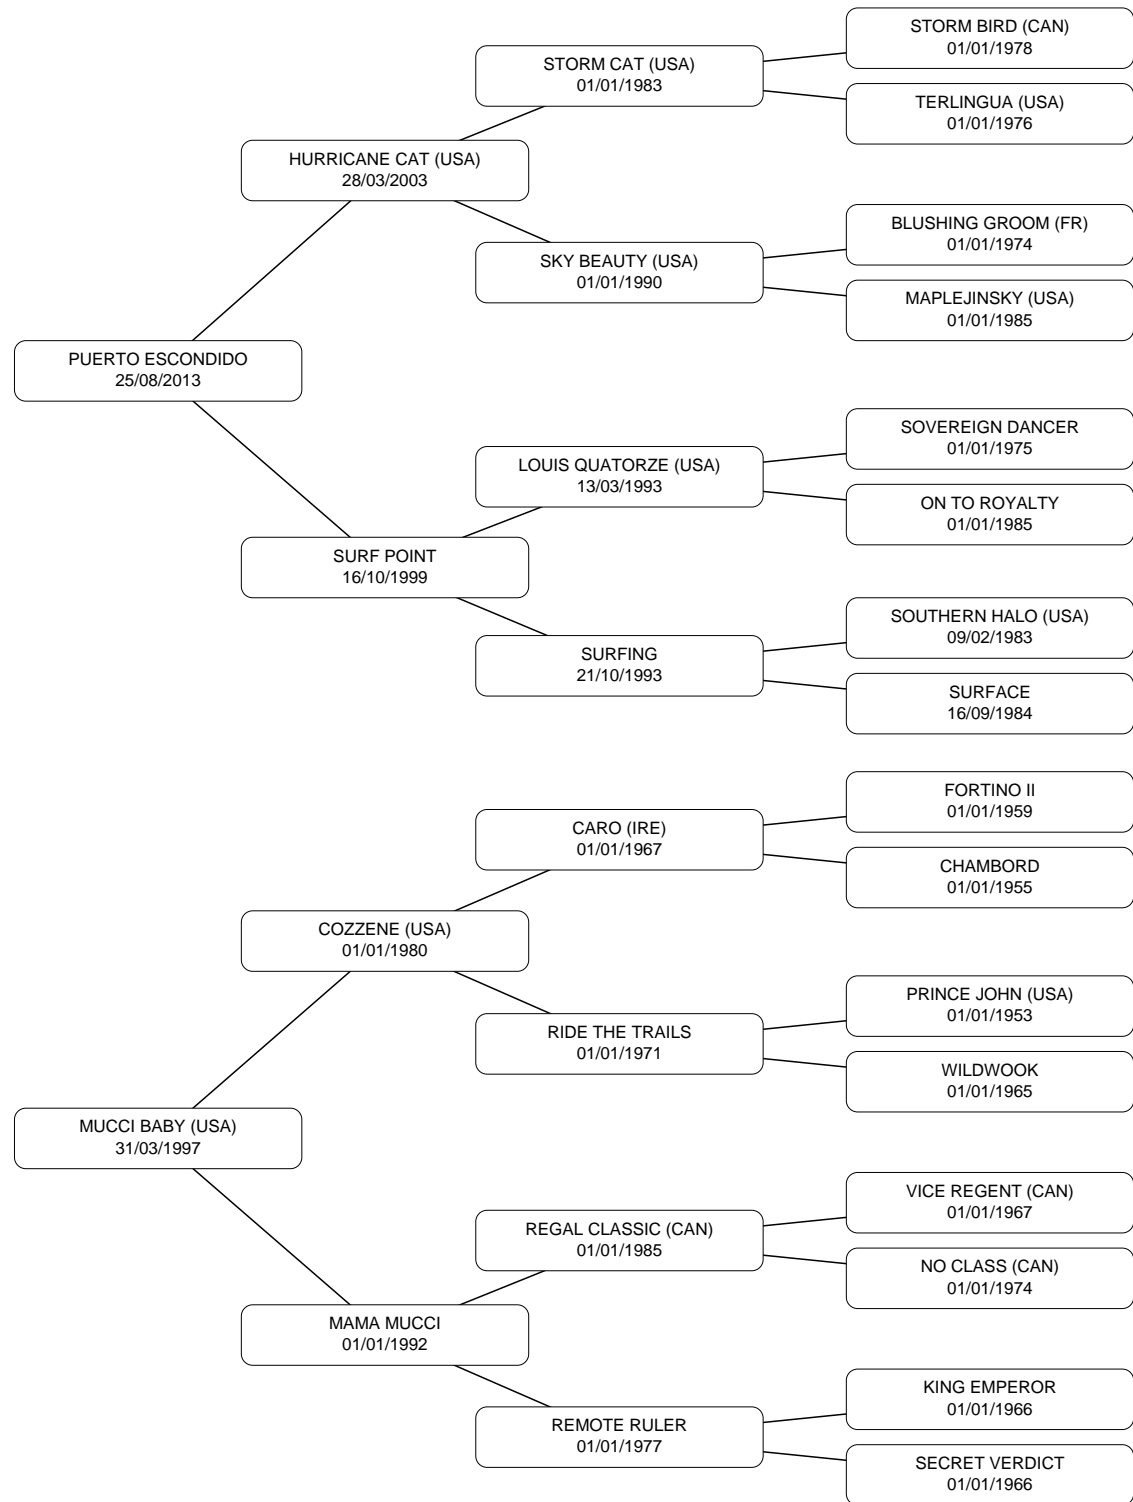 STORM BIRD (CAN)
01/01/1978
STORM CAT (USA)
01/01/1983
TERLINGUA (USA)
01/01/1976
HURRICANE CAT (USA)
28/03/2003
BLUSHING GROOM (FR)
01/01/1974
SKY BEAUTY (USA)
01/01/1990
MAPLEJINSKY (USA)
01/01/1985
PUERTO ESCONDIDO
25/08/2013
SOVEREIGN DANCER
01/01/1975
LOUIS QUATORZE (USA)
13/03/1993
ON TO ROYALTY
01/01/1985
SURF POINT
16/10/1999
SOUTHERN HALO (USA)
09/02/1983
SURFING
21/10/1993
SURFACE
16/09/1984
FORTINO II
01/01/1959
CARO (IRE)
01/01/1967
CHAMBORD
01/01/1955
COZZENE (USA)
01/01/1980
PRINCE JOHN (USA)
01/01/1953
RIDE THE TRAILS
01/01/1971
WILDWOOK
01/01/1965
MUCCI BABY (USA)
31/03/1997
VICE REGENT (CAN)
01/01/1967
REGAL CLASSIC (CAN)
01/01/1985
NO CLASS (CAN)
01/01/1974
MAMA MUCCI
01/01/1992
KING EMPEROR
01/01/1966
REMOTE RULER
01/01/1977
SECRET VERDICT
01/01/1966